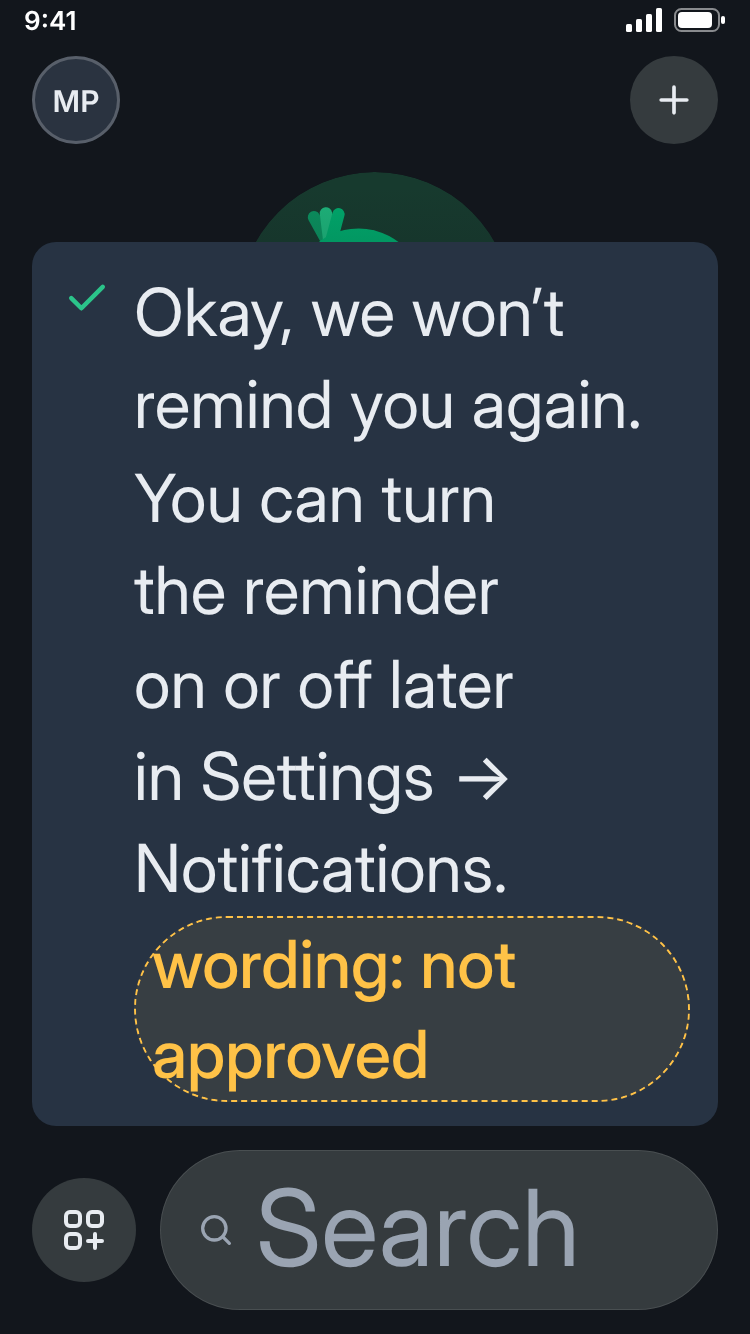 9:41
MP
Okay, we won’t
remind you again.
You can turn
the reminder
on or off later
in Settings →
Notifications.
wording: not
approved
Search